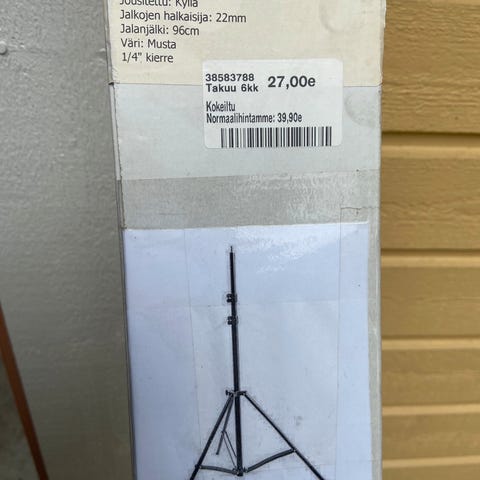 Jousitettu: Kyllä
Jalkojen halkaisija: 22mm
Jalanjälki: 96cm
Väri: Musta
1/4" kierre
38583788
Takuu 6kk 27,00e
Kokeiltu
Normaalihintamme: 39,90e